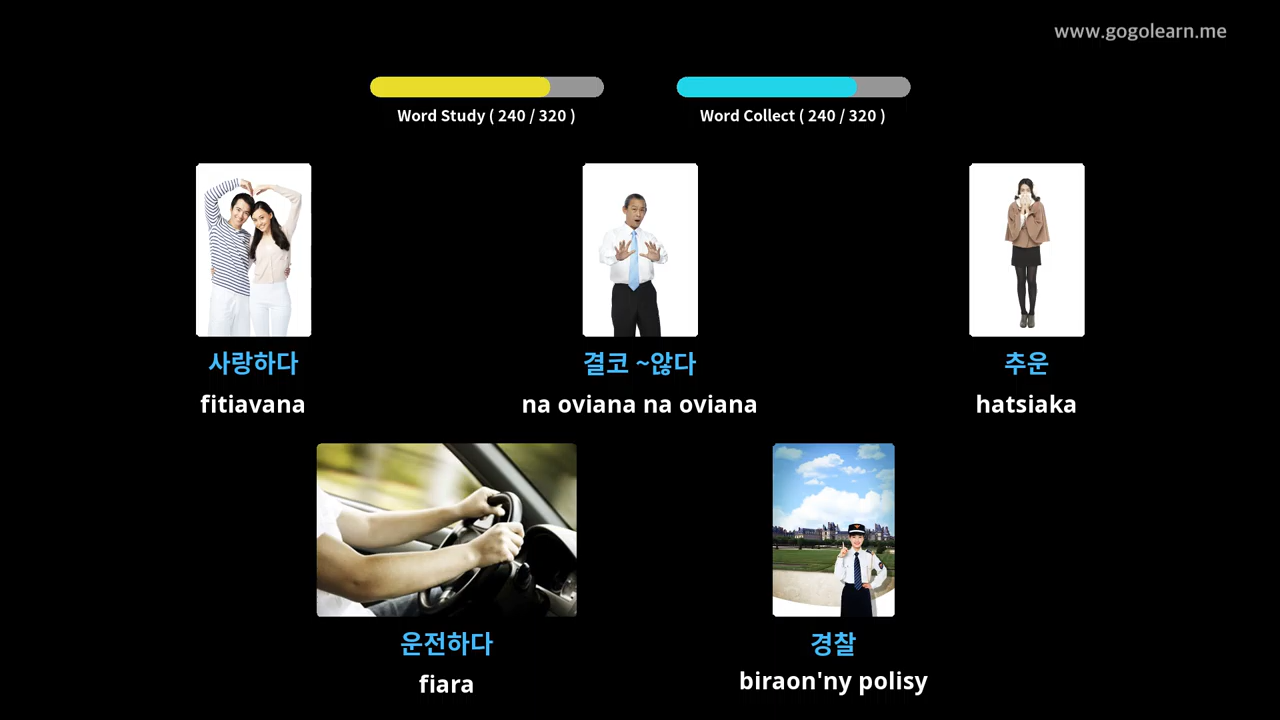 www.gogolearn.me
Word Study ( 240 / 320 )
Word Collect ( 240 / 320 )
사랑하다
fitiavana
결코 ~않다
na oviana na oviana
추운
hatsiaka
운전하다
fiara
경찰
biraon'ny polisy